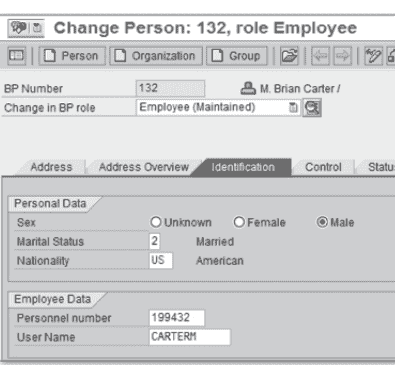 Change Person: 132, role Employee
Person Organization Group
BP Number 132 M. Brian Carter /
Change in BP role Employee (Maintained)
Address Address Overview Identification Control Statu
Personal Data
Sex Unknown Female Male
Marital Status 2 Married
Nationality US American
Employee Data
Personnel number 199432
User Name CARTERM